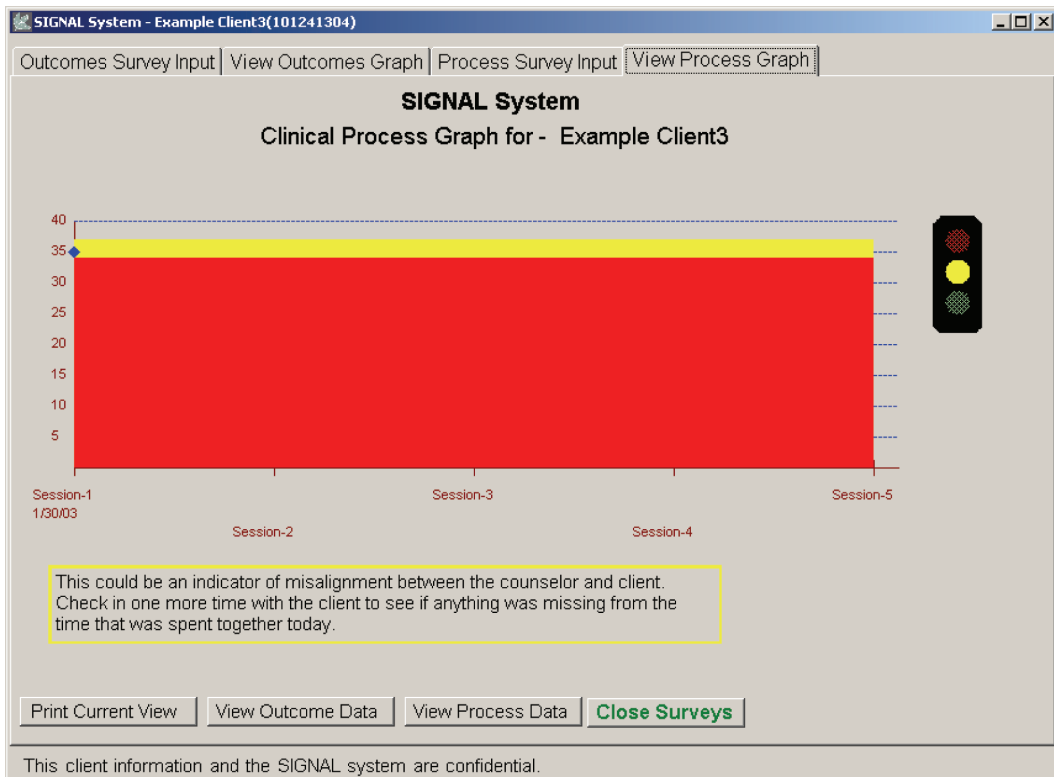 SIGNAL System - Example Client3(101241304)
Outcomes Survey Input View Outcomes Graph Process Survey Input View Process Graph
SIGNAL System
Clinical Process Graph for - Example Client3
40
35
30
25
20
15
10
5
Session-1 Session-3 Session-5
1/30/03
Session-2 Session-4
This could be an indicator of misalignment between the counselor and client.
Check in one more time with the client to see if anything was missing from the
time that was spent together today.
Print Current View View Outcome Data View Process Data Close Surveys
This client information and the SIGNAL system are confidential.